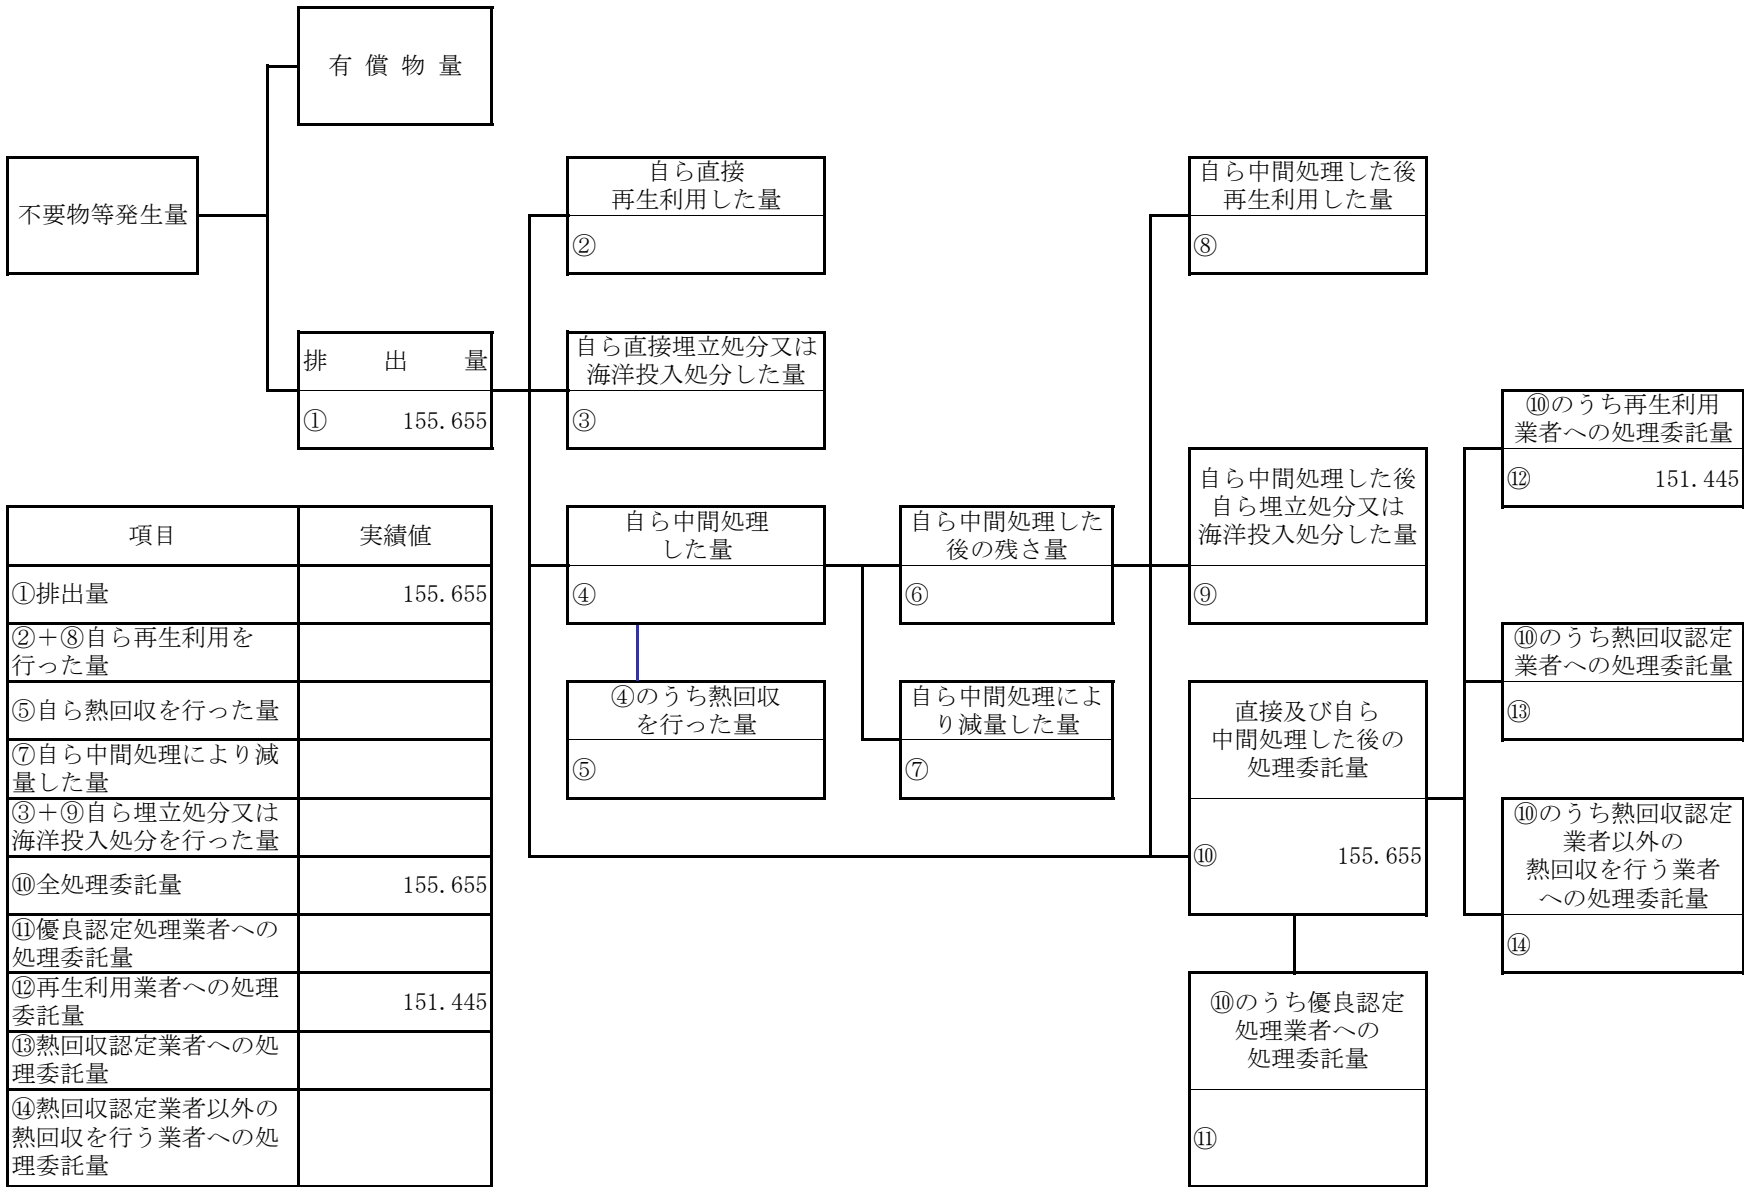 有償物量
不要物等発生量
自ら直接
再生利用した量
②
自ら中間処理した後
再生利用した量
⑧
排出量
① 155.655
自ら直接埋立処分又は
海洋投入処分した量
③
⑩のうち再生利用
業者への処理委託量
⑫ 151.445
自ら中間処理した後
自ら埋立処分又は
海洋投入処分した量
⑨
自ら中間処理
した量
④
自ら中間処理した
後の残さ量
⑥
⑩のうち熱回収認定
業者への処理委託量
⑬
④のうち熱回収
を行った量
⑤
自ら中間処理によ
り減量した量
⑦
直接及び自ら
中間処理した後の
処理委託量
⑩ 155.655
⑩のうち熱回収認定
業者以外の
熱回収を行う業者
への処理委託量
⑭
⑩のうち優良認定
処理業者への
処理委託量
⑪
項目 実績値
①排出量 155.655
②＋⑧自ら再生利用を
行った量
⑤自ら熱回収を行った量
⑦自ら中間処理により減
量した量
③＋⑨自ら埋立処分又は
海洋投入処分を行った量
⑩全処理委託量 155.655
⑪優良認定処理業者への
処理委託量
⑫再生利用業者への処理
委託量 151.445
⑬熱回収認定業者への処
理委託量
⑭熱回収認定業者以外の
熱回収を行う業者への処
理委託量